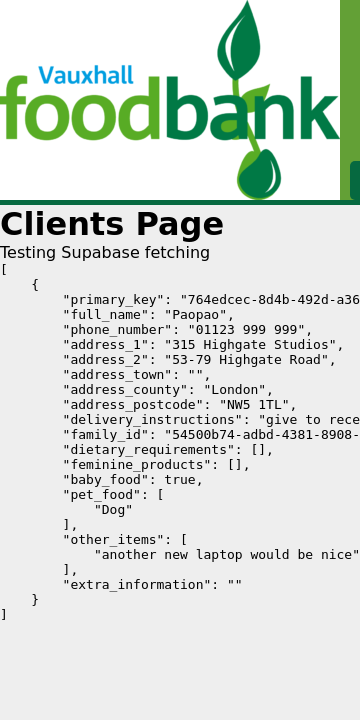 Vauxhall
foodbank
Clients Page
Testing Supabase fetching
[
    {
        "primary_key": "764edcec-8d4b-492d-a36
        "full_name": "Paopao",
        "phone_number": "01123 999 999",
        "address_1": "315 Highgate Studios",
        "address_2": "53-79 Highgate Road",
        "address_town": "",
        "address_county": "London",
        "address_postcode": "NW5 1TL",
        "delivery_instructions": "give to rece
        "family_id": "54500b74-adbd-4381-8908-
        "dietary_requirements": [],
        "feminine_products": [],
        "baby_food": true,
        "pet_food": [
            "Dog"
        ],
        "other_items": [
            "another new laptop would be nice"
        ],
        "extra_information": ""
    }
]